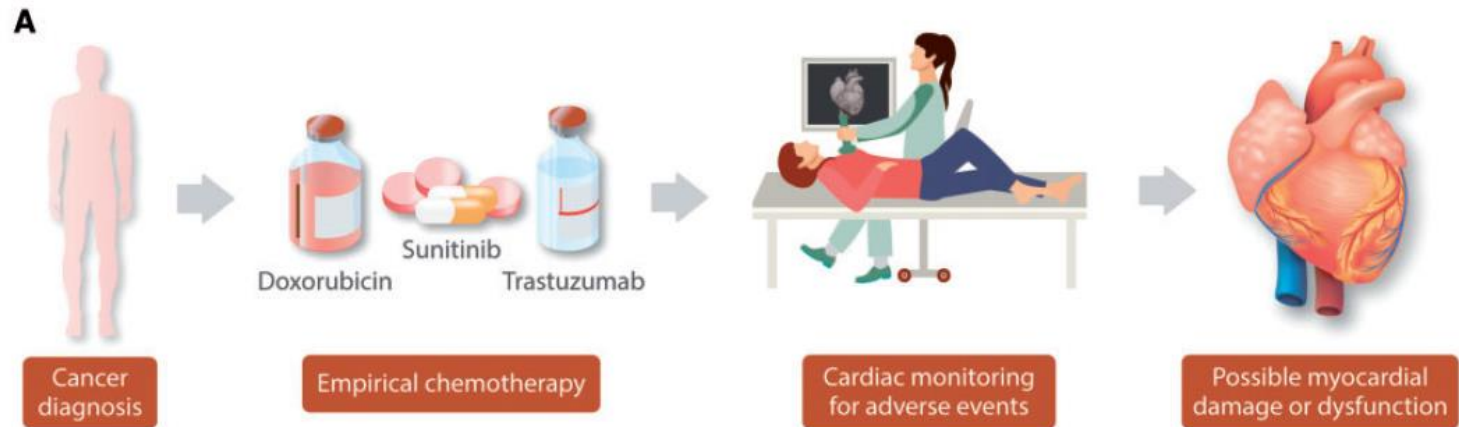 A
Sunitinib
Doxorubicin
Trastuzumab
Cancer
diagnosis
Empirical chemotherapy
Cardiac monitoring
for adverse events
Possible myocardial
damage or dysfunction